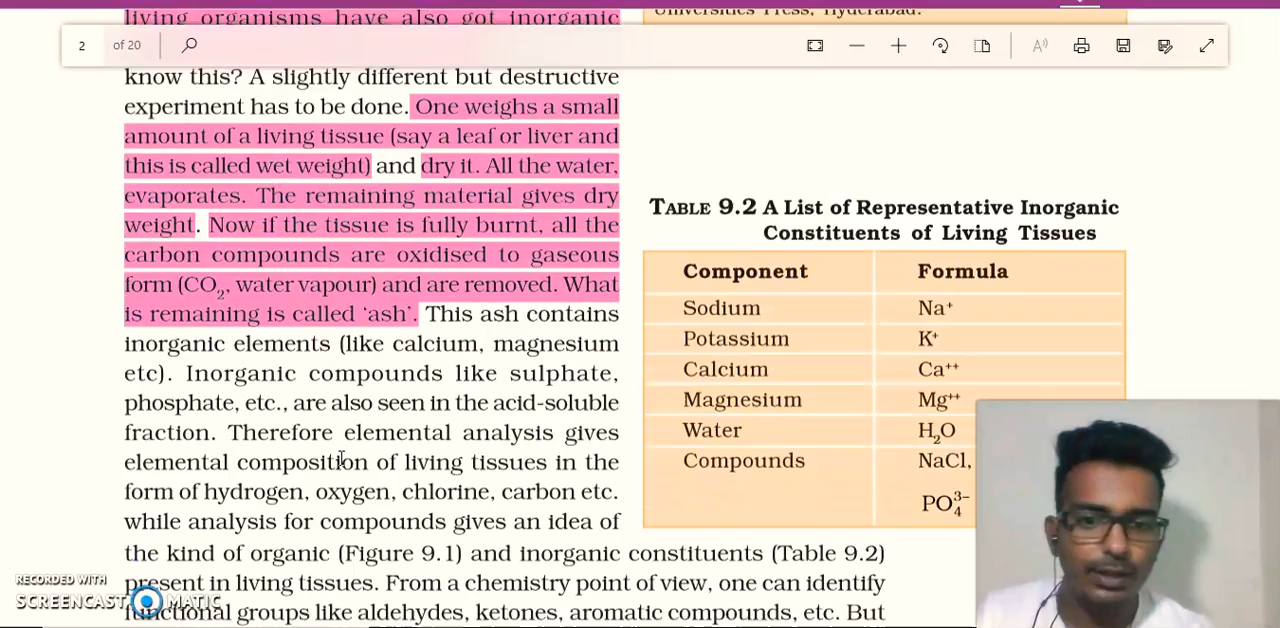 living organisms have also got inorganic
Universities Press, Hyderabad.
2 of 20
know this? A slightly different but destructive
experiment has to be done. One weighs a small
amount of a living tissue (say a leaf or liver and
this is called wet weight) and dry it. All the water,
evaporates. The remaining material gives dry
weight. Now if the tissue is fully burnt, all the
carbon compounds are oxidised to gaseous
form (CO₂, water vapour) and are removed. What
is remaining is called ‘ash’. This ash contains
inorganic elements (like calcium, magnesium
etc). Inorganic compounds like sulphate,
phosphate, etc., are also seen in the acid-soluble
fraction. Therefore elemental analysis gives
elemental composition of living tissues in the
form of hydrogen, oxygen, chlorine, carbon etc.
while analysis for compounds gives an idea of
the kind of organic (Figure 9.1) and inorganic constituents (Table 9.2)
present in living tissues. From a chemistry point of view, one can identify
functional groups like aldehydes, ketones, aromatic compounds, etc. But
TABLE 9.2 A List of Representative Inorganic
Constituents of Living Tissues
Component Formula
Sodium Na⁺
Potassium K⁺
Calcium Ca⁺⁺
Magnesium Mg⁺⁺
Water H₂O
Compounds NaCl,
PO₄³⁻
RECORDED WITH
SCREENCAST MATIC